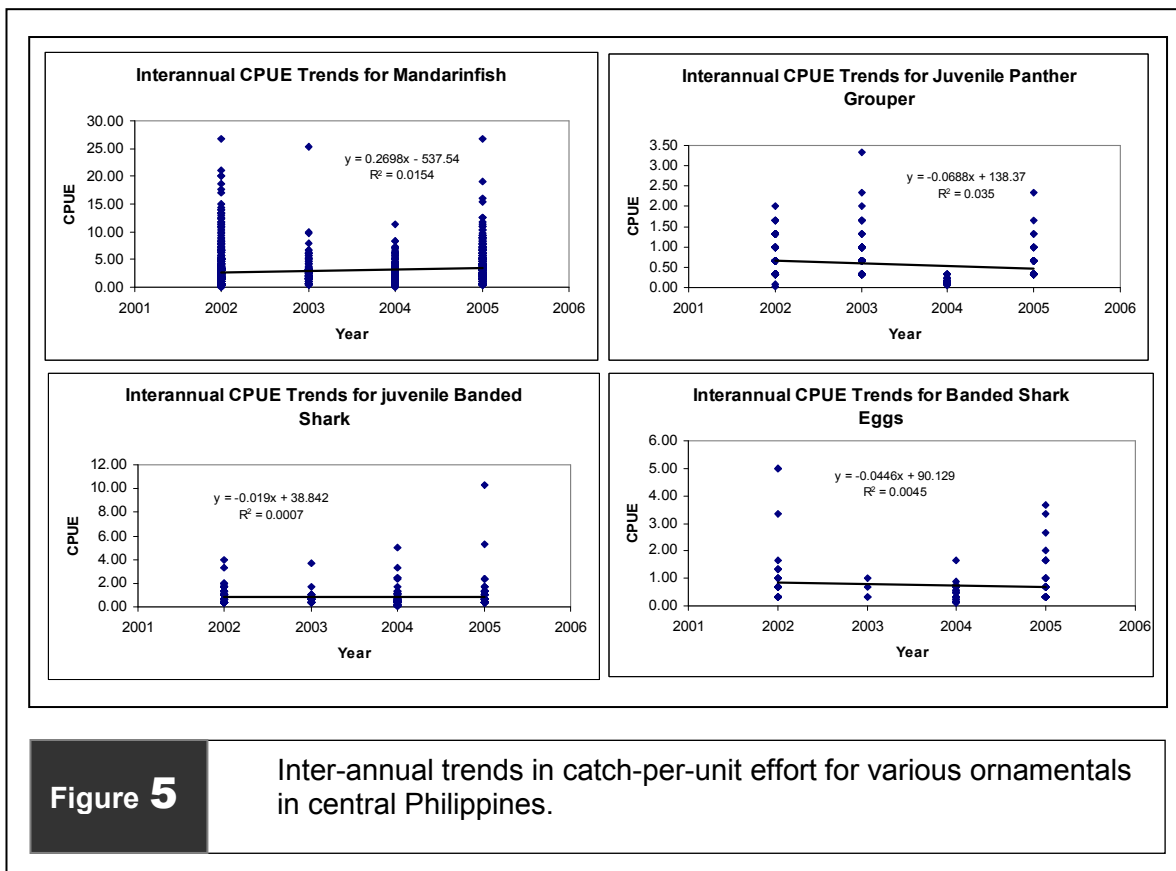 Interannual CPUE Trends for Mandarinfish
30.00
25.00
20.00
15.00
10.00
5.00
0.00
CPUE
y = 0.2698x - 537.54
R² = 0.0154
2001 2002 2003 2004 2005 2006
Year
Interannual CPUE Trends for Juvenile Panther
Grouper
3.50
3.00
2.50
2.00
1.50
1.00
0.50
0.00
CPUE
y = -0.0688x + 138.37
R² = 0.035
2001 2002 2003 2004 2005 2006
Year
Interannual CPUE Trends for juvenile Banded
Shark
12.00
10.00
8.00
6.00
4.00
2.00
0.00
CPUE
y = -0.019x + 38.842
R² = 0.0007
2001 2002 2003 2004 2005 2006
Year
Interannual CPUE Trends for Banded Shark
Eggs
6.00
5.00
4.00
3.00
2.00
1.00
0.00
CPUE
y = -0.0446x + 90.129
R² = 0.0045
2001 2002 2003 2004 2005 2006
Year
Figure 5
Inter-annual trends in catch-per-unit effort for various ornamentals
in central Philippines.